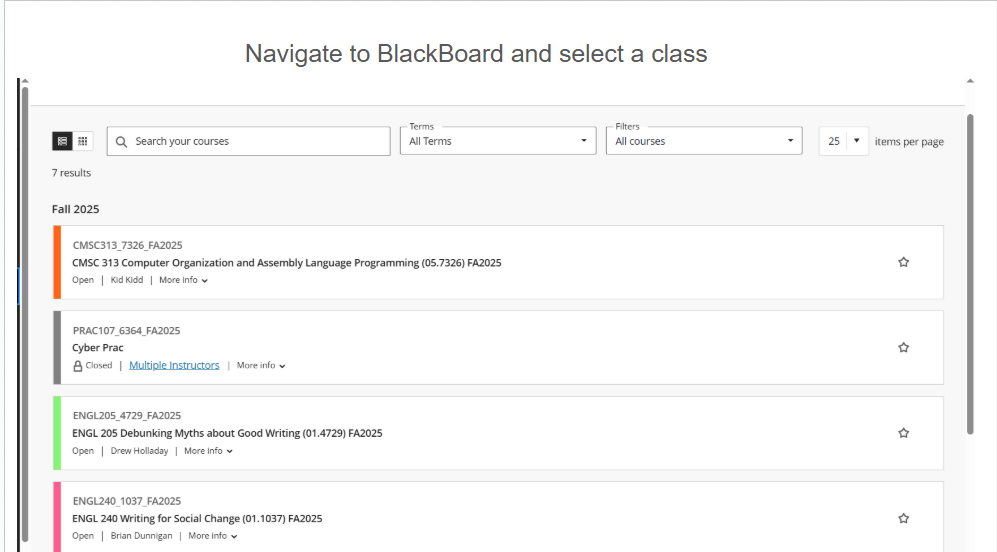 Navigate to BlackBoard and select a class
Search your courses
Terms
All Terms
Filters
All courses
25
items per page
7 results
Fall 2025
CMSC313_7326_FA2025
CMSC 313 Computer Organization and Assembly Language Programming (05.7326) FA2025
Open | Kid Kidd | More info
PRAC107_6364_FA2025
Cyber Prac
Closed | Multiple Instructors | More info
ENGL205_4729_FA2025
ENGL 205 Debunking Myths about Good Writing (01.4729) FA2025
Open | Drew Holladay | More info
ENGL240_1037_FA2025
ENGL 240 Writing for Social Change (01.1037) FA2025
Open | Brian Dunnigan | More info